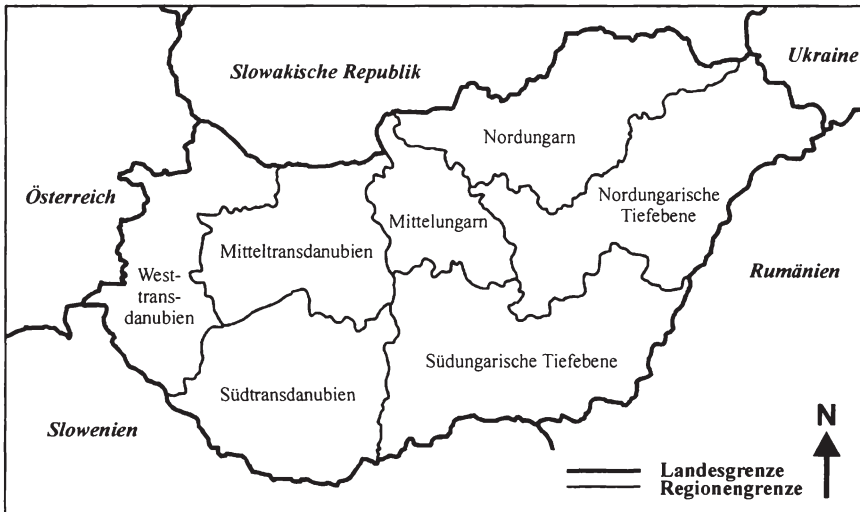 Ukraine
Slowakische Republik
Nordungarn
Österreich
Nordungarische
Tiefebene
Mittelungarn
Mitteltransdanubien
West-
trans-
danubien
Rumänien
Südungarische Tiefebene
Südtransdanubien
Slowenien
N
Landesgrenze
Regionengrenze